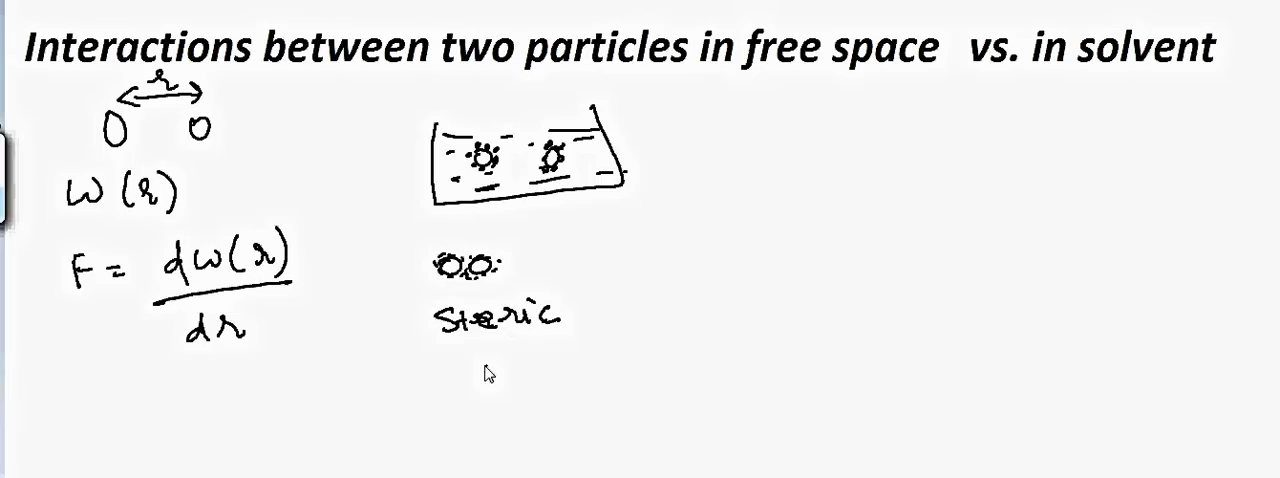 Interactions between two particles in free space vs. in solvent
r
w (r)
F = dw(r)
dr
Steric